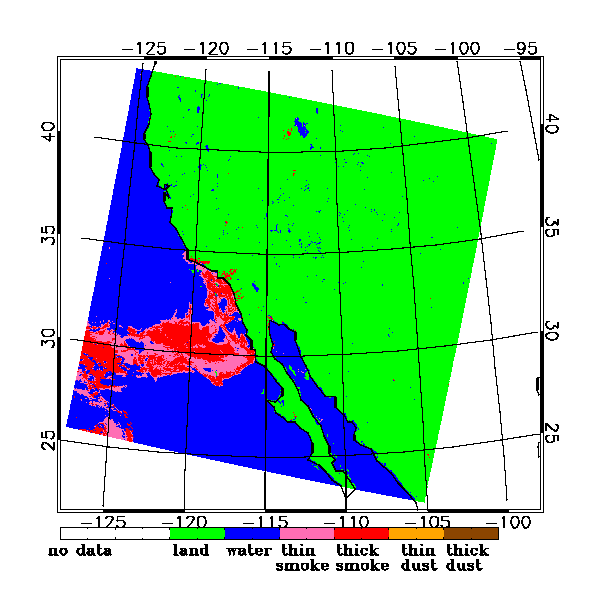 -125 -120 -115 -110 -105 -100 -95
40 40
35 35
30 30
25 25
-125 -120 -115 -110 -105 -100
no data land water thin thick thin thick
smoke smoke dust dust